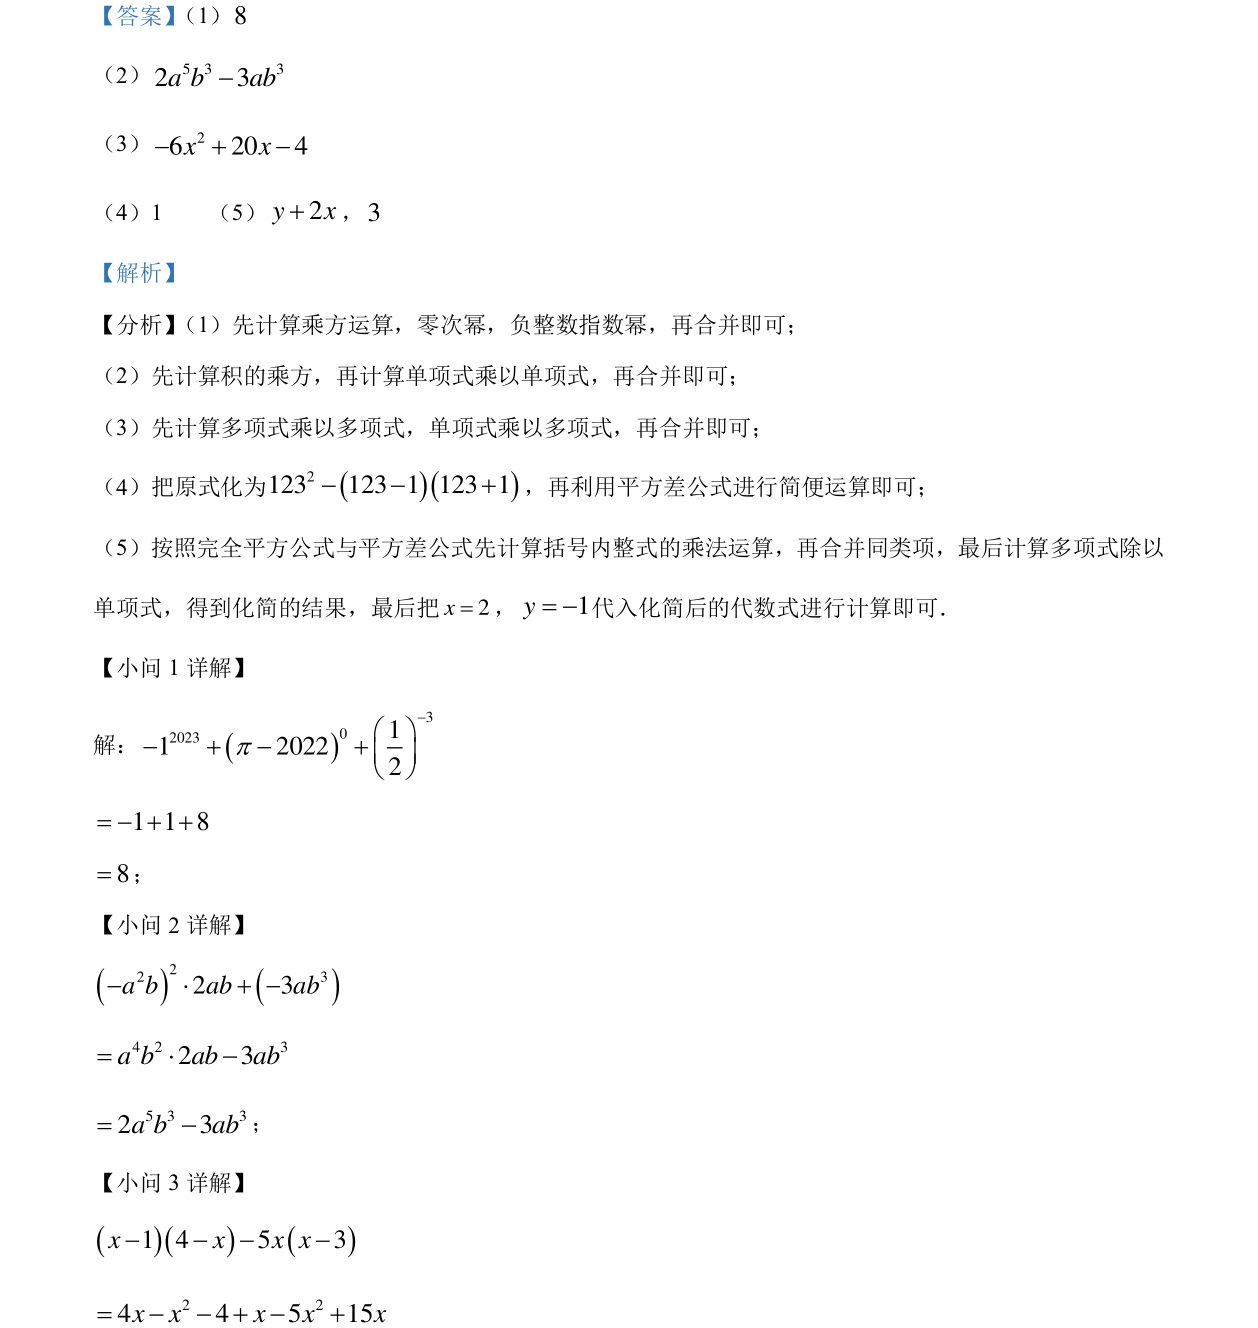 【答案】（1）8
（2）2a⁵b³－3ab³
（3）−6x²+20x−4
（4）1 （5）y+2x，3
【解析】
【分析】（1）先计算乘方运算，零次幂，负整数指数幂，再合并即可；
（2）先计算积的乘方，再计算单项式乘以单项式，再合并即可；
（3）先计算多项式乘以多项式，单项式乘以多项式，再合并即可；
（4）把原式化为123²−(123−1)(123+1)，再利用平方差公式进行简便运算即可；
（5）按照完全平方公式与平方差公式先计算括号内整式的乘法运算，再合并同类项，最后计算多项式除以
单项式，得到化简的结果，最后把x=2，y=−1代入化简后的代数式进行计算即可．
【小问 1 详解】
解：−1²⁰²³+(π−2022)⁰+(1/2)⁻³
=−1+1+8
=8；
【小问 2 详解】
(−a²b)²·2ab+(−3ab³)
=a⁴b²·2ab−3ab³
=2a⁵b³−3ab³；
【小问 3 详解】
(x−1)(4−x)−5x(x−3)
=4x−x²−4+x−5x²+15x